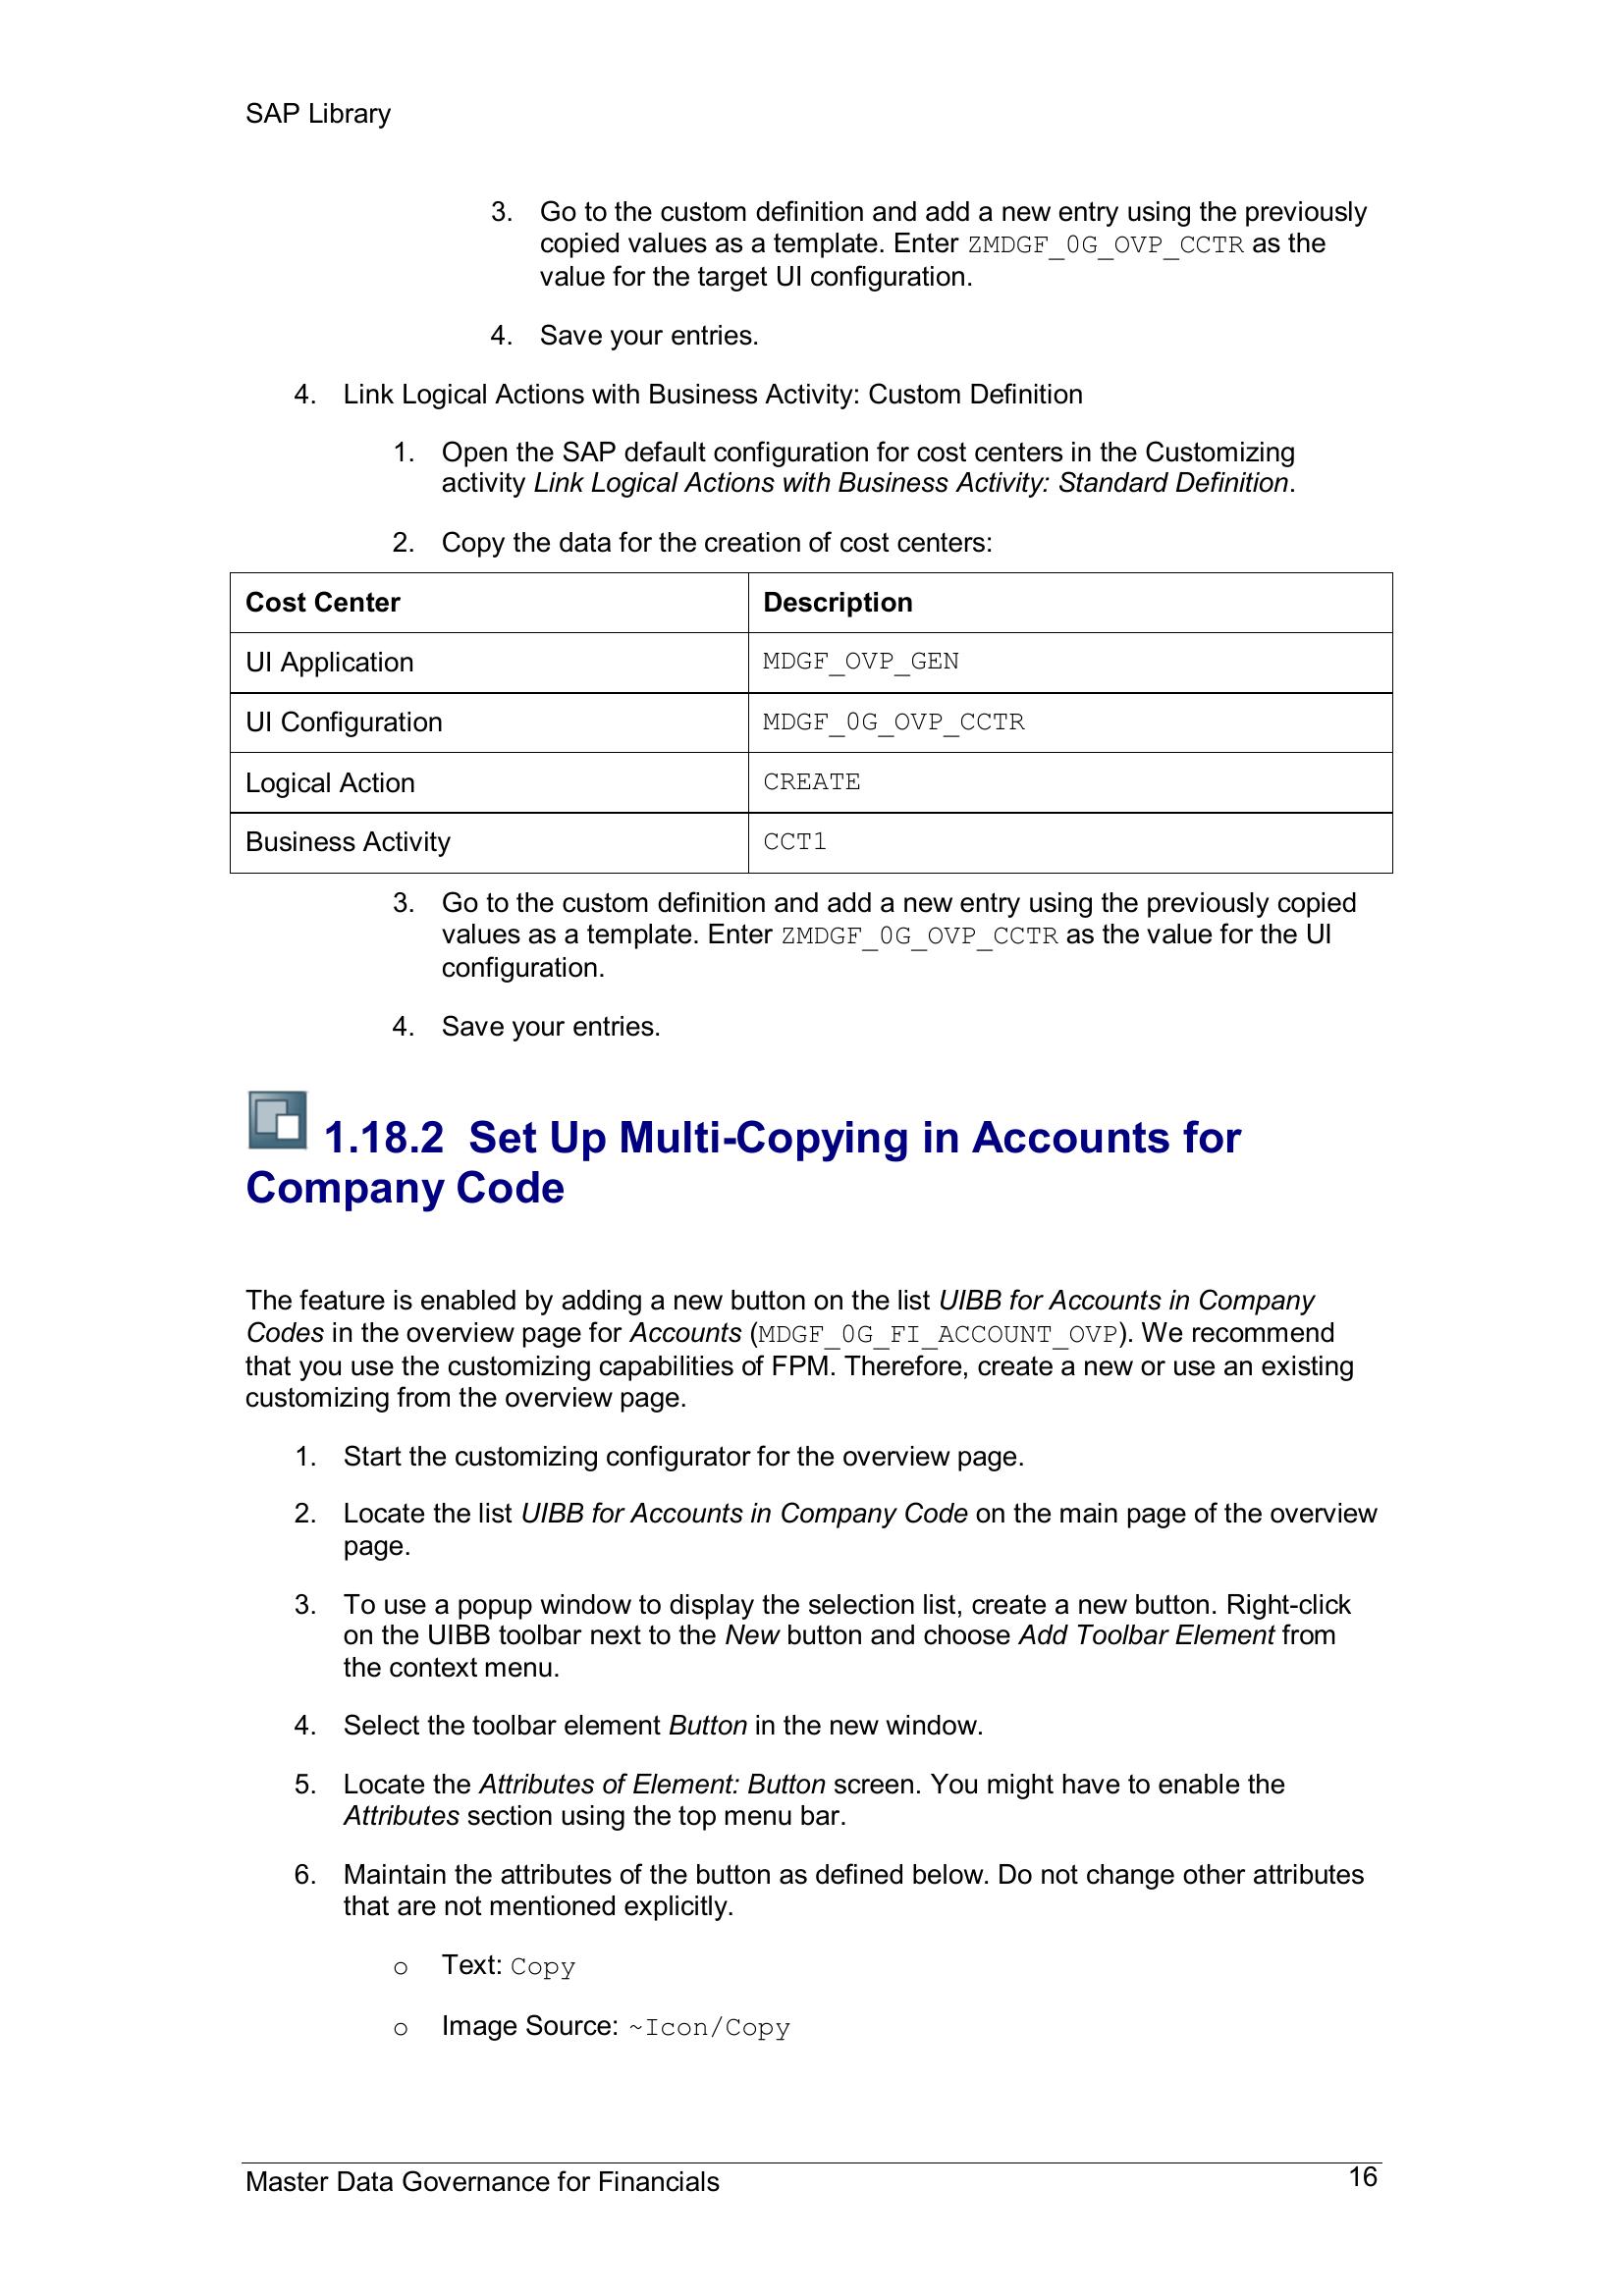 SAP Library
3. Go to the custom definition and add a new entry using the previously
copied values as a template. Enter ZMDGF_0G_OVP_CCTR as the
value for the target UI configuration.
4. Save your entries.
4. Link Logical Actions with Business Activity: Custom Definition
1. Open the SAP default configuration for cost centers in the Customizing
activity Link Logical Actions with Business Activity: Standard Definition.
2. Copy the data for the creation of cost centers:
Cost Center Description
UI Application MDGF_OVP_GEN
UI Configuration MDGF_0G_OVP_CCTR
Logical Action CREATE
Business Activity CCT1
3. Go to the custom definition and add a new entry using the previously copied
values as a template. Enter ZMDGF_0G_OVP_CCTR as the value for the UI
configuration.
4. Save your entries.
1.18.2 Set Up Multi-Copying in Accounts for
Company Code
The feature is enabled by adding a new button on the list UIBB for Accounts in Company
Codes in the overview page for Accounts (MDGF_0G_FI_ACCOUNT_OVP). We recommend
that you use the customizing capabilities of FPM. Therefore, create a new or use an existing
customizing from the overview page.
1. Start the customizing configurator for the overview page.
2. Locate the list UIBB for Accounts in Company Code on the main page of the overview
page.
3. To use a popup window to display the selection list, create a new button. Right-click
on the UIBB toolbar next to the New button and choose Add Toolbar Element from
the context menu.
4. Select the toolbar element Button in the new window.
5. Locate the Attributes of Element: Button screen. You might have to enable the
Attributes section using the top menu bar.
6. Maintain the attributes of the button as defined below. Do not change other attributes
that are not mentioned explicitly.
o Text: Copy
o Image Source: ~Icon/Copy
Master Data Governance for Financials 16